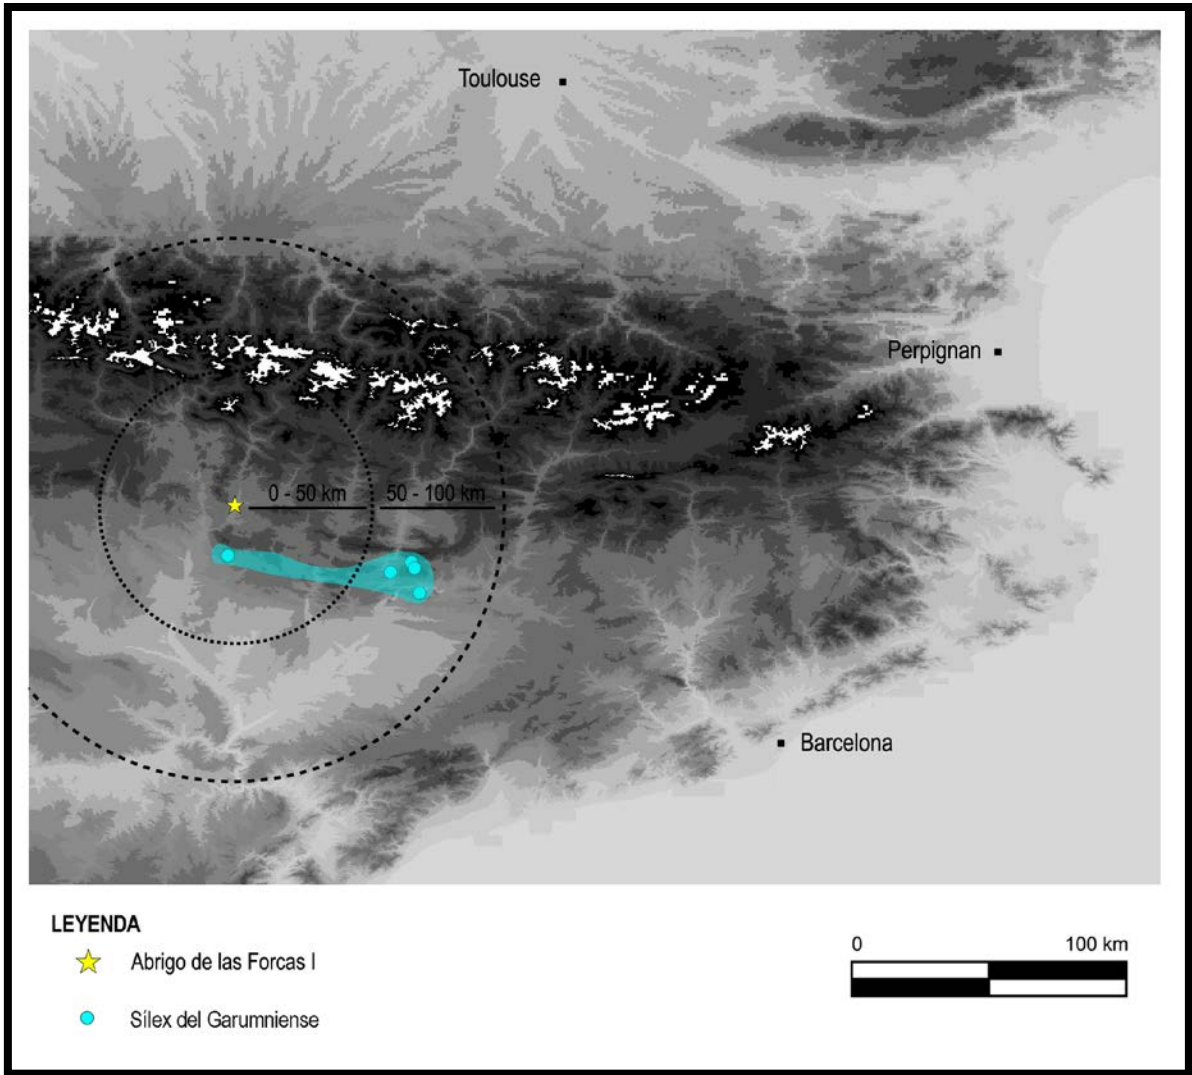 Toulouse
Perpignan
0 - 50 km
50 - 100 km
Barcelona
LEYENDA
Abrigo de las Forcas I
Sílex del Garumniense
0
100 km